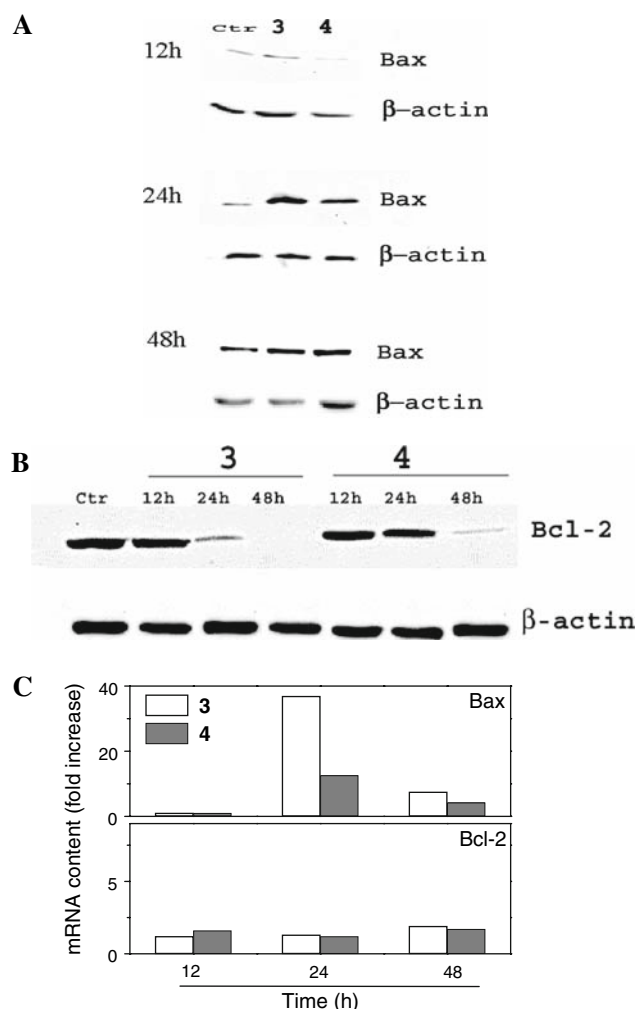 A
Ctr 3 4
12h Bax
β–actin
24h Bax
β–actin
48h Bax
β–actin
B
3 4
Ctr 12h 24h 48h 12h 24h 48h
Bcl-2
β-actin
C
mRNA content (fold increase)
40
20
0
3
4
Bax
5
0
Bcl-2
12 24 48
Time (h)